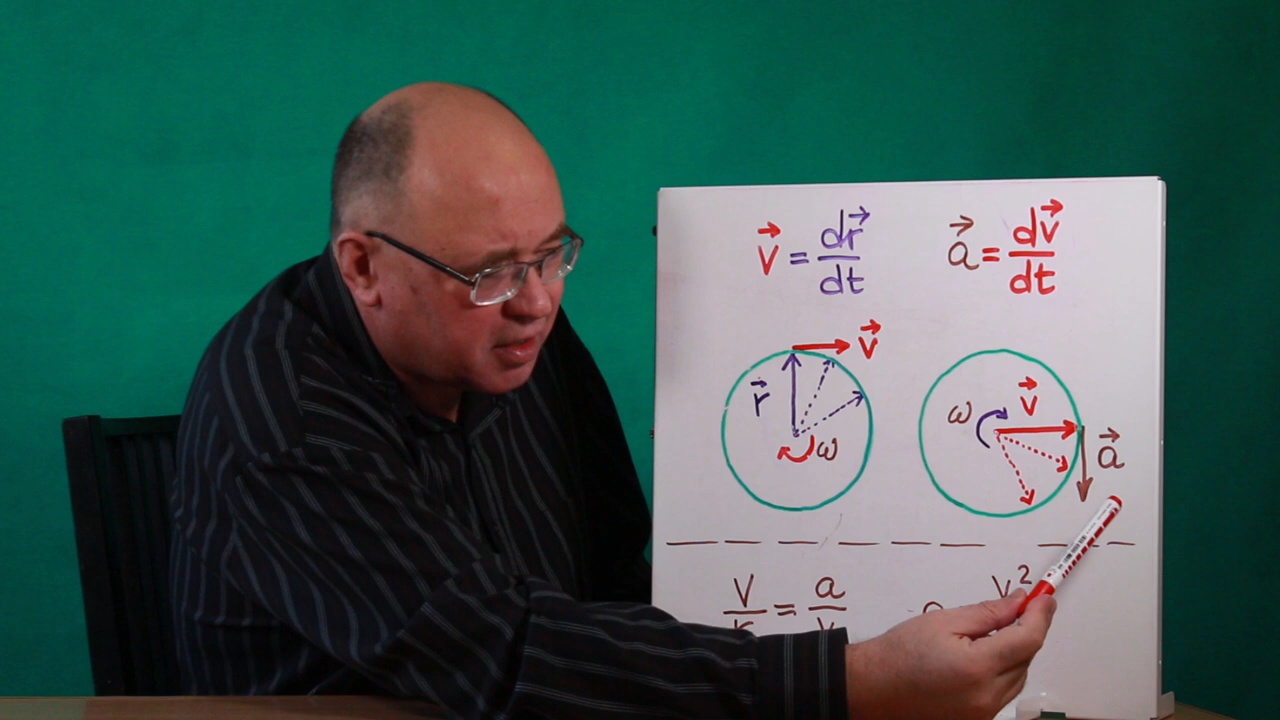 v⃗ = dr⃗/dt   a⃗ = dv⃗/dt
v⃗
r⃗ ω
ω v⃗
a⃗
v/r = a/v   a   v²